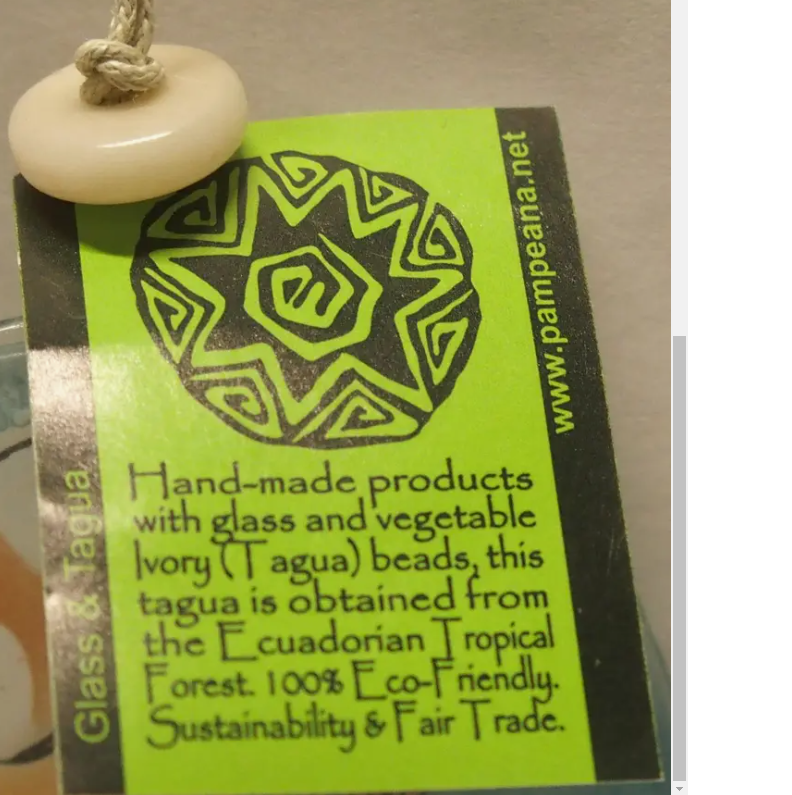 www.pampeana.net
Glass & Tagua
Hand-made products
with glass and vegetable
Ivory (Tagua) beads, this
tagua is obtained from
the Ecuadorian Tropical
Forest. 100% Eco-Friendly.
Sustainability & Fair Trade.